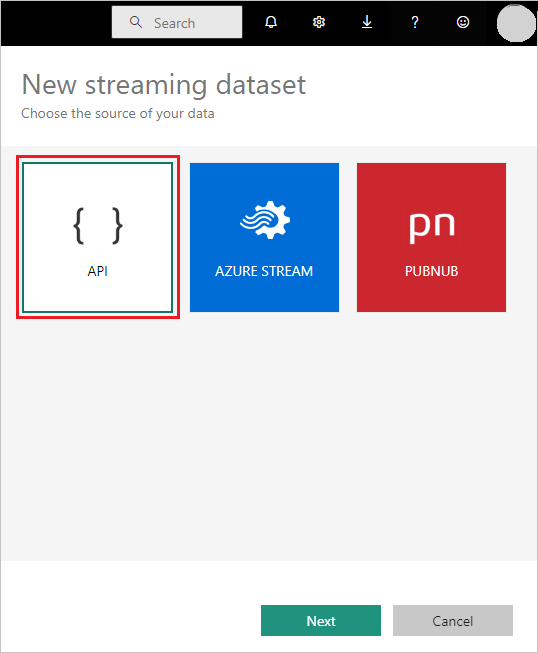 Search
?
New streaming dataset
Choose the source of your data
{ }
API
AZURE STREAM
pn
PUBNUB
Next
Cancel